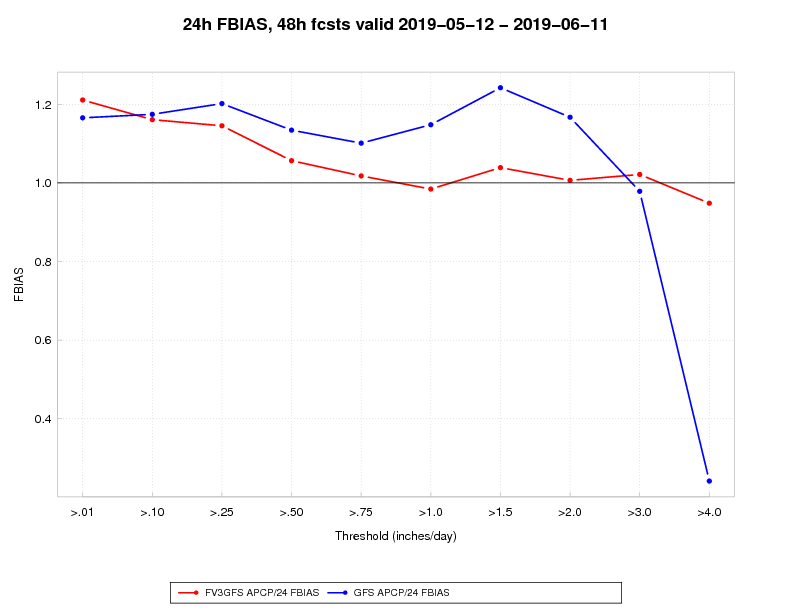 24h FBIAS, 48h fcsts valid 2019−05−12 − 2019−06−11
1.2
1.0
0.8
0.6
0.4
FBIAS
>.01 >.10 >.25 >.50 >.75 >1.0 >1.5 >2.0 >3.0 >4.0
Threshold (inches/day)
FV3GFS APCP/24 FBIAS GFS APCP/24 FBIAS